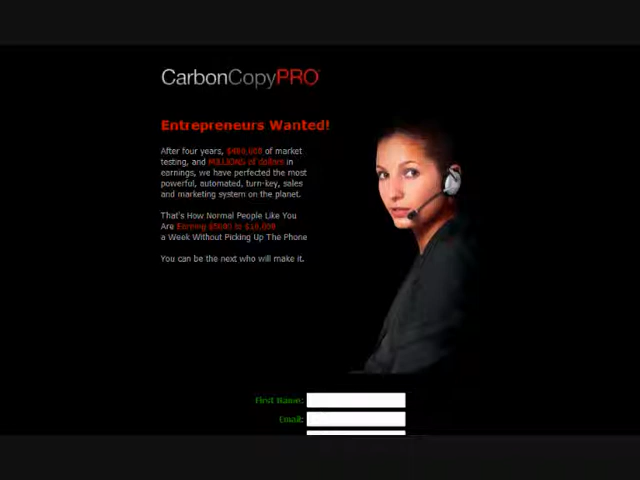 CarbonCopyPRO
Entrepreneurs Wanted!
After four years, $400,000 of market
testing, and MILLIONS of dollars in
earnings, we have perfected the most
powerful, automated, turn-key, sales
and marketing system on the planet.
That's How Normal People Like You
Are Earning $5000 to $10,000
a Week Without Picking Up The Phone
You can be the next who will make it.
First Name:
Email: